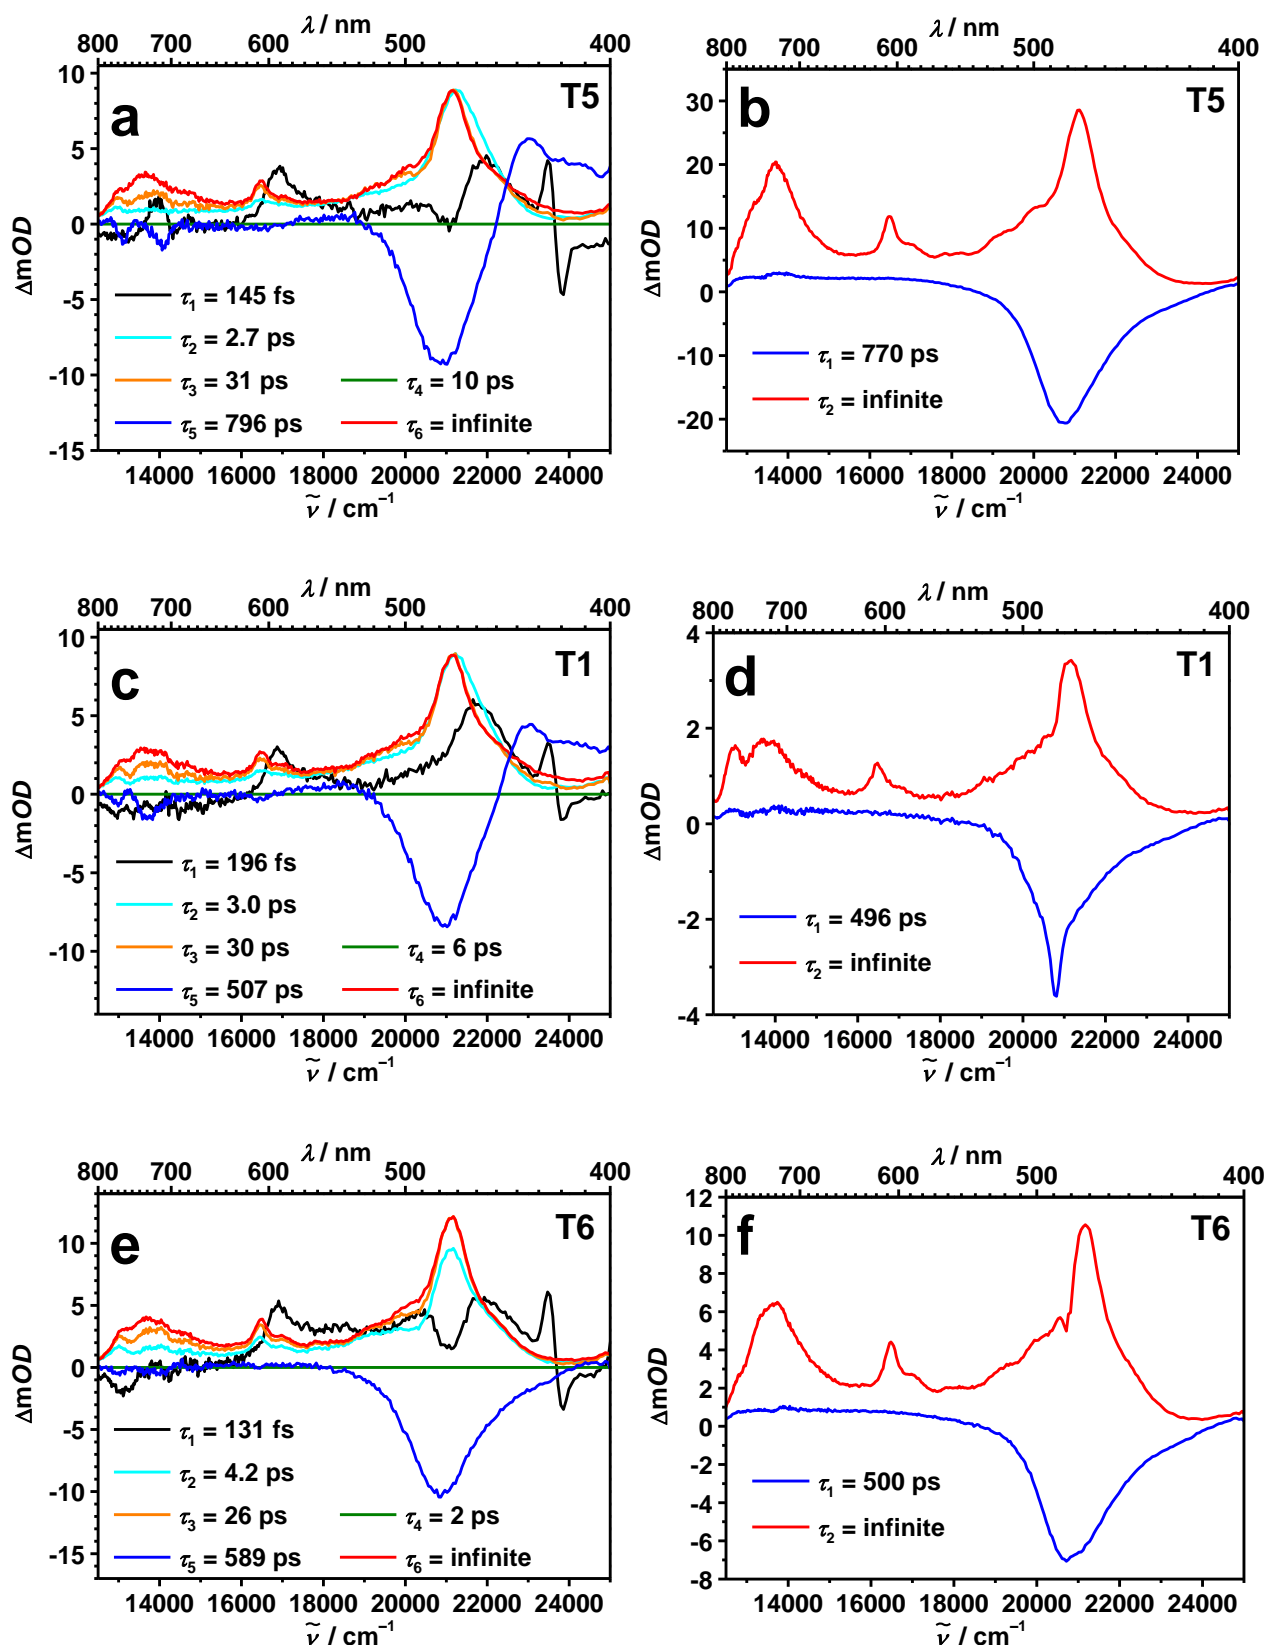 λ / nm
800 700 600 500 400
a
T5
10
5
0
-5
-10
-15
ΔmOD
τ1 = 145 fs
τ2 = 2.7 ps
τ3 = 31 ps
τ4 = 10 ps
τ5 = 796 ps
τ6 = infinite
14000 16000 18000 20000 22000 24000
ν̃ / cm⁻¹
λ / nm
800 700 600 500 400
b
T5
30
20
10
0
-10
-20
ΔmOD
τ1 = 770 ps
τ2 = infinite
14000 16000 18000 20000 22000 24000
ν̃ / cm⁻¹
λ / nm
800 700 600 500 400
c
T1
10
5
0
-5
-10
ΔmOD
τ1 = 196 fs
τ2 = 3.0 ps
τ3 = 30 ps
τ4 = 6 ps
τ5 = 507 ps
τ6 = infinite
14000 16000 18000 20000 22000 24000
ν̃ / cm⁻¹
λ / nm
800 700 600 500 400
d
T1
4
2
0
-2
-4
ΔmOD
τ1 = 496 ps
τ2 = infinite
14000 16000 18000 20000 22000 24000
ν̃ / cm⁻¹
λ / nm
800 700 600 500 400
e
T6
10
5
0
-5
-10
-15
ΔmOD
τ1 = 131 fs
τ2 = 4.2 ps
τ3 = 26 ps
τ4 = 2 ps
τ5 = 589 ps
τ6 = infinite
14000 16000 18000 20000 22000 24000
ν̃ / cm⁻¹
λ / nm
800 700 600 500 400
f
T6
12
10
8
6
4
2
0
-2
-4
-6
-8
ΔmOD
τ1 = 500 ps
τ2 = infinite
14000 16000 18000 20000 22000 24000
ν̃ / cm⁻¹